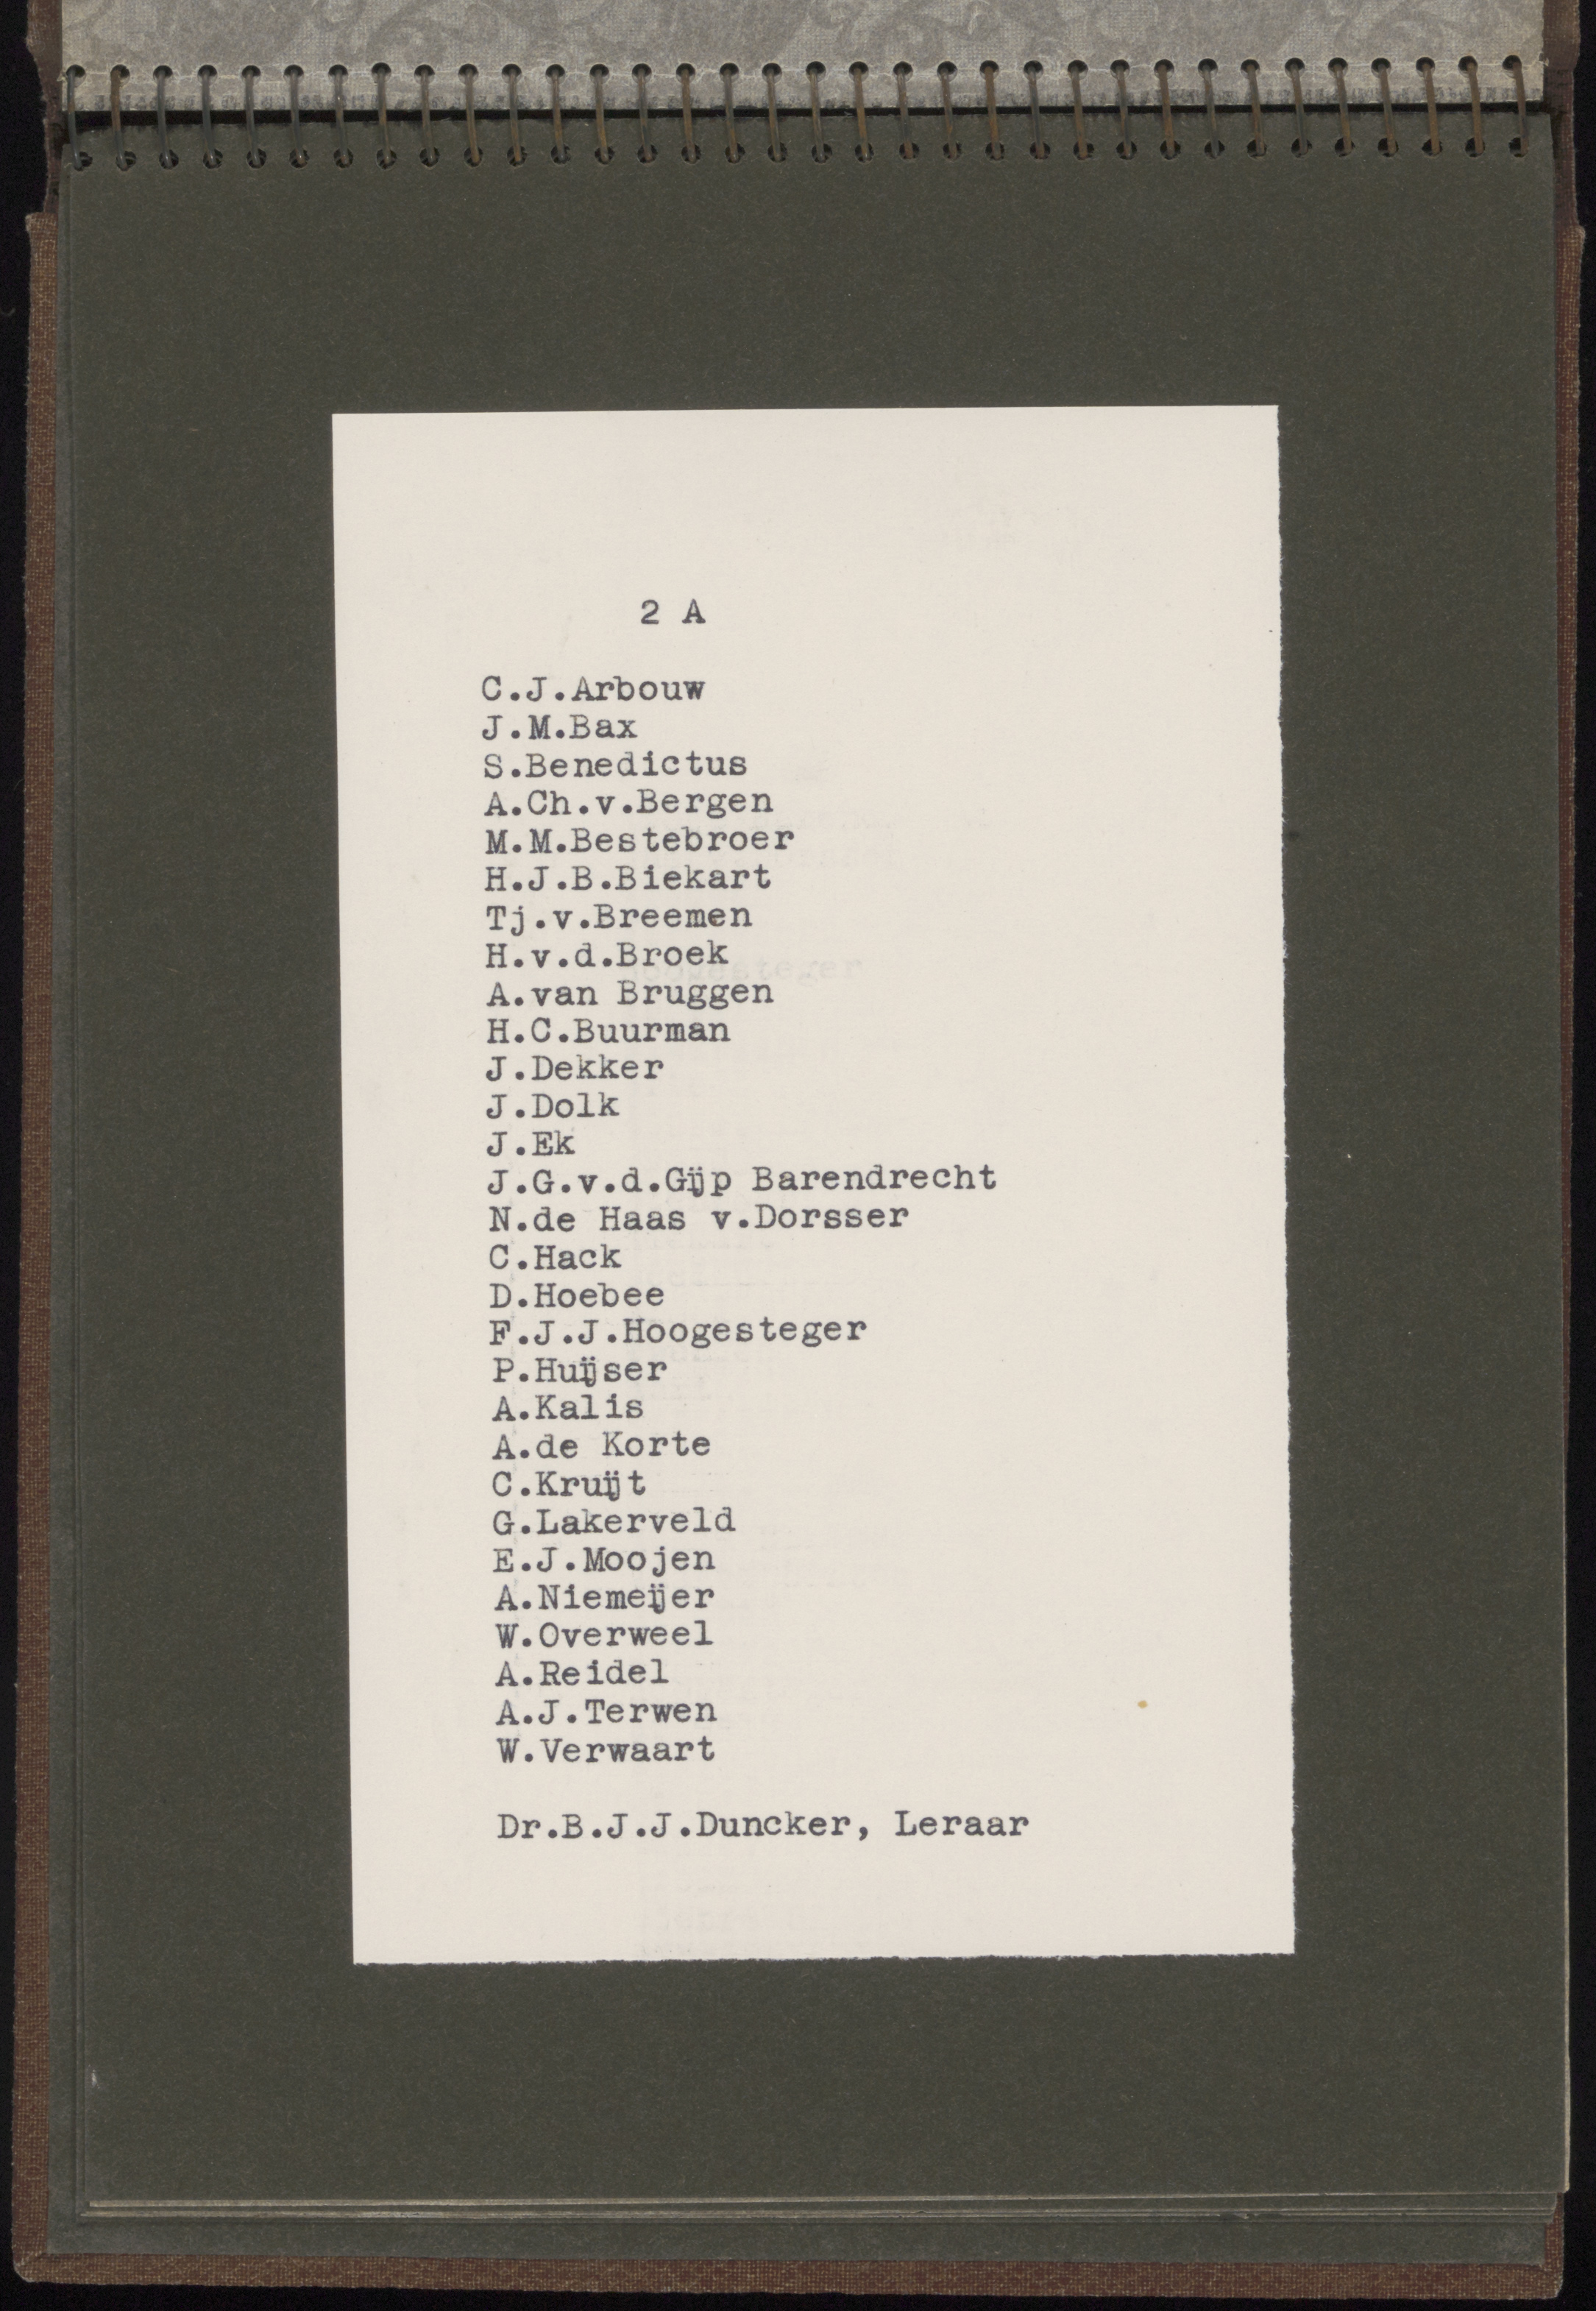 2 A
C.J.Arbouw
J.M.Bax
S.Benedictus
A.Ch.v.Bergen
M.M.Bestebroer
H.J.B.Biekart
Tj.v.Breemen
H.v.d.Broek
A.van Bruggen
H.C.Buurman
J.Dekker
J.Dolk
J.Ek
J.G.v.d.Gijp Barendrecht
N.de Haas v.Dorsser
C.Hack
D.Hoebee
F.J.J.Hoogesteger
P.Huijser
A.Kalis
A.de Korte
C.Kruijt
G.Lakerveld
E.J.Moojen
A.Niemeijer
W.Overweel
A.Reidel
A.J.Terwen
W.Verwaart
Dr.B.J.J.Duncker, Leraar